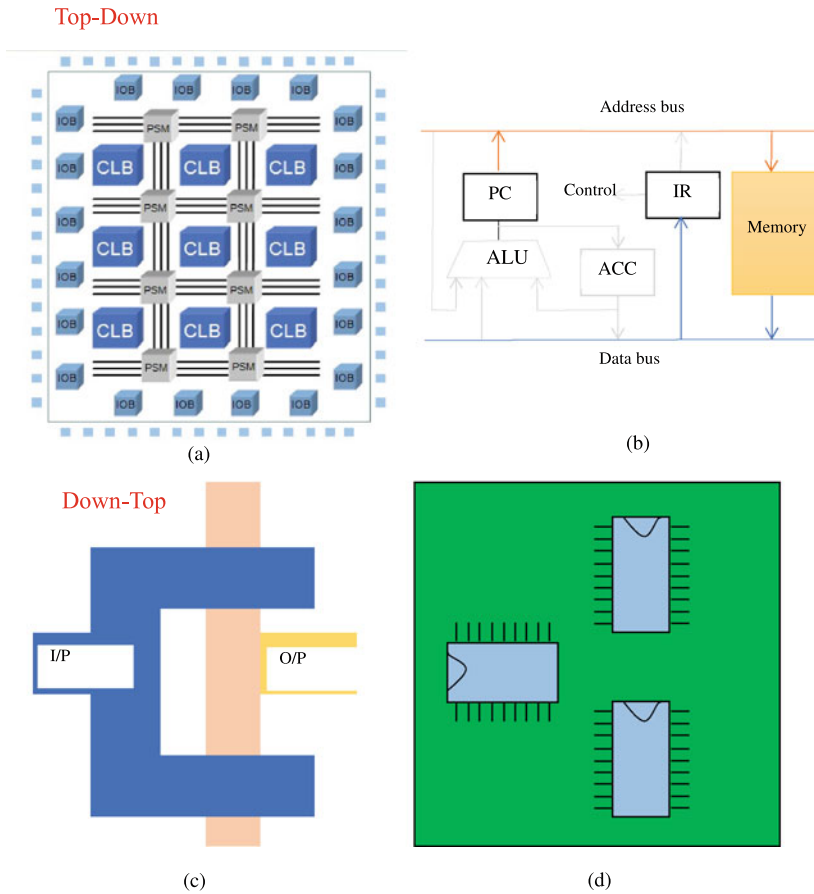 Top-Down
IOB IOB IOB IOB
IOB PSM PSM IOB
IOB CLB CLB CLB IOB
PSM PSM
IOB IOB
CLB CLB CLB
IOB IOB
PSM PSM
IOB CLB CLB CLB IOB
IOB PSM PSM IOB
IOB IOB IOB IOB
(a)
Address bus
PC Control IR
Memory
ALU ACC
Data bus
(b)
Down-Top
I/P O/P
(c)
(d)